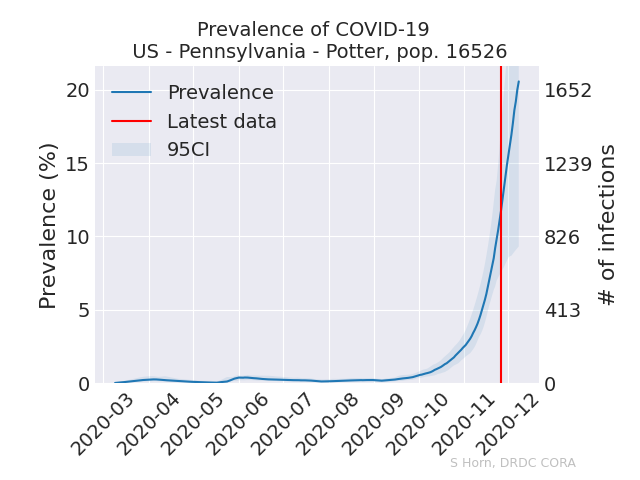 Prevalence of COVID-19
US - Pennsylvania - Potter, pop. 16526
Prevalence
Latest data
95CI
Prevalence (%)
20
15
10
5
0
1652
1239
826
413
0
# of infections
2020-03
2020-04
2020-05
2020-06
2020-07
2020-08
2020-09
2020-10
2020-11
2020-12
S Horn, DRDC CORA